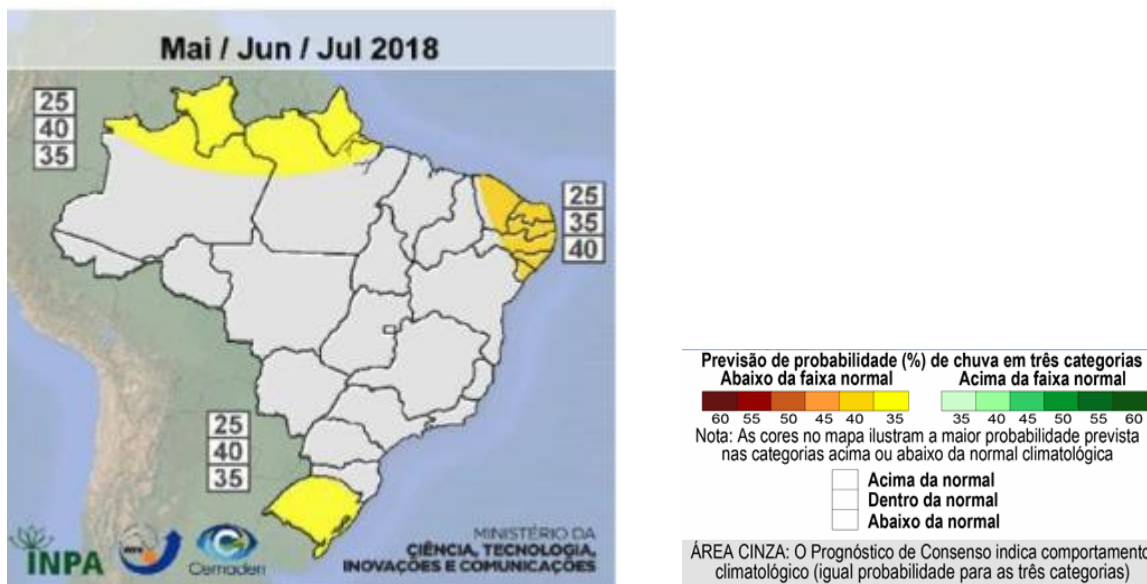 Mai / Jun / Jul 2018
25
40
35
25
35
40
25
40
35
INPA
Cemaden
MINISTÉRIO DA
CIÊNCIA, TECNOLOGIA,
INOVAÇÕES E COMUNICAÇÕES
Previsão de probabilidade (%) de chuva em três categorias
Abaixo da faixa normal Acima da faixa normal
60 55 50 45 40 35 35 40 45 50 55 60
Nota: As cores no mapa ilustram a maior probabilidade prevista
nas categorias acima ou abaixo da normal climatológica
Acima da normal
Dentro da normal
Abaixo da normal
ÁREA CINZA: O Prognóstico de Consenso indica comportamento
climatológico (igual probabilidade para as três categorias)